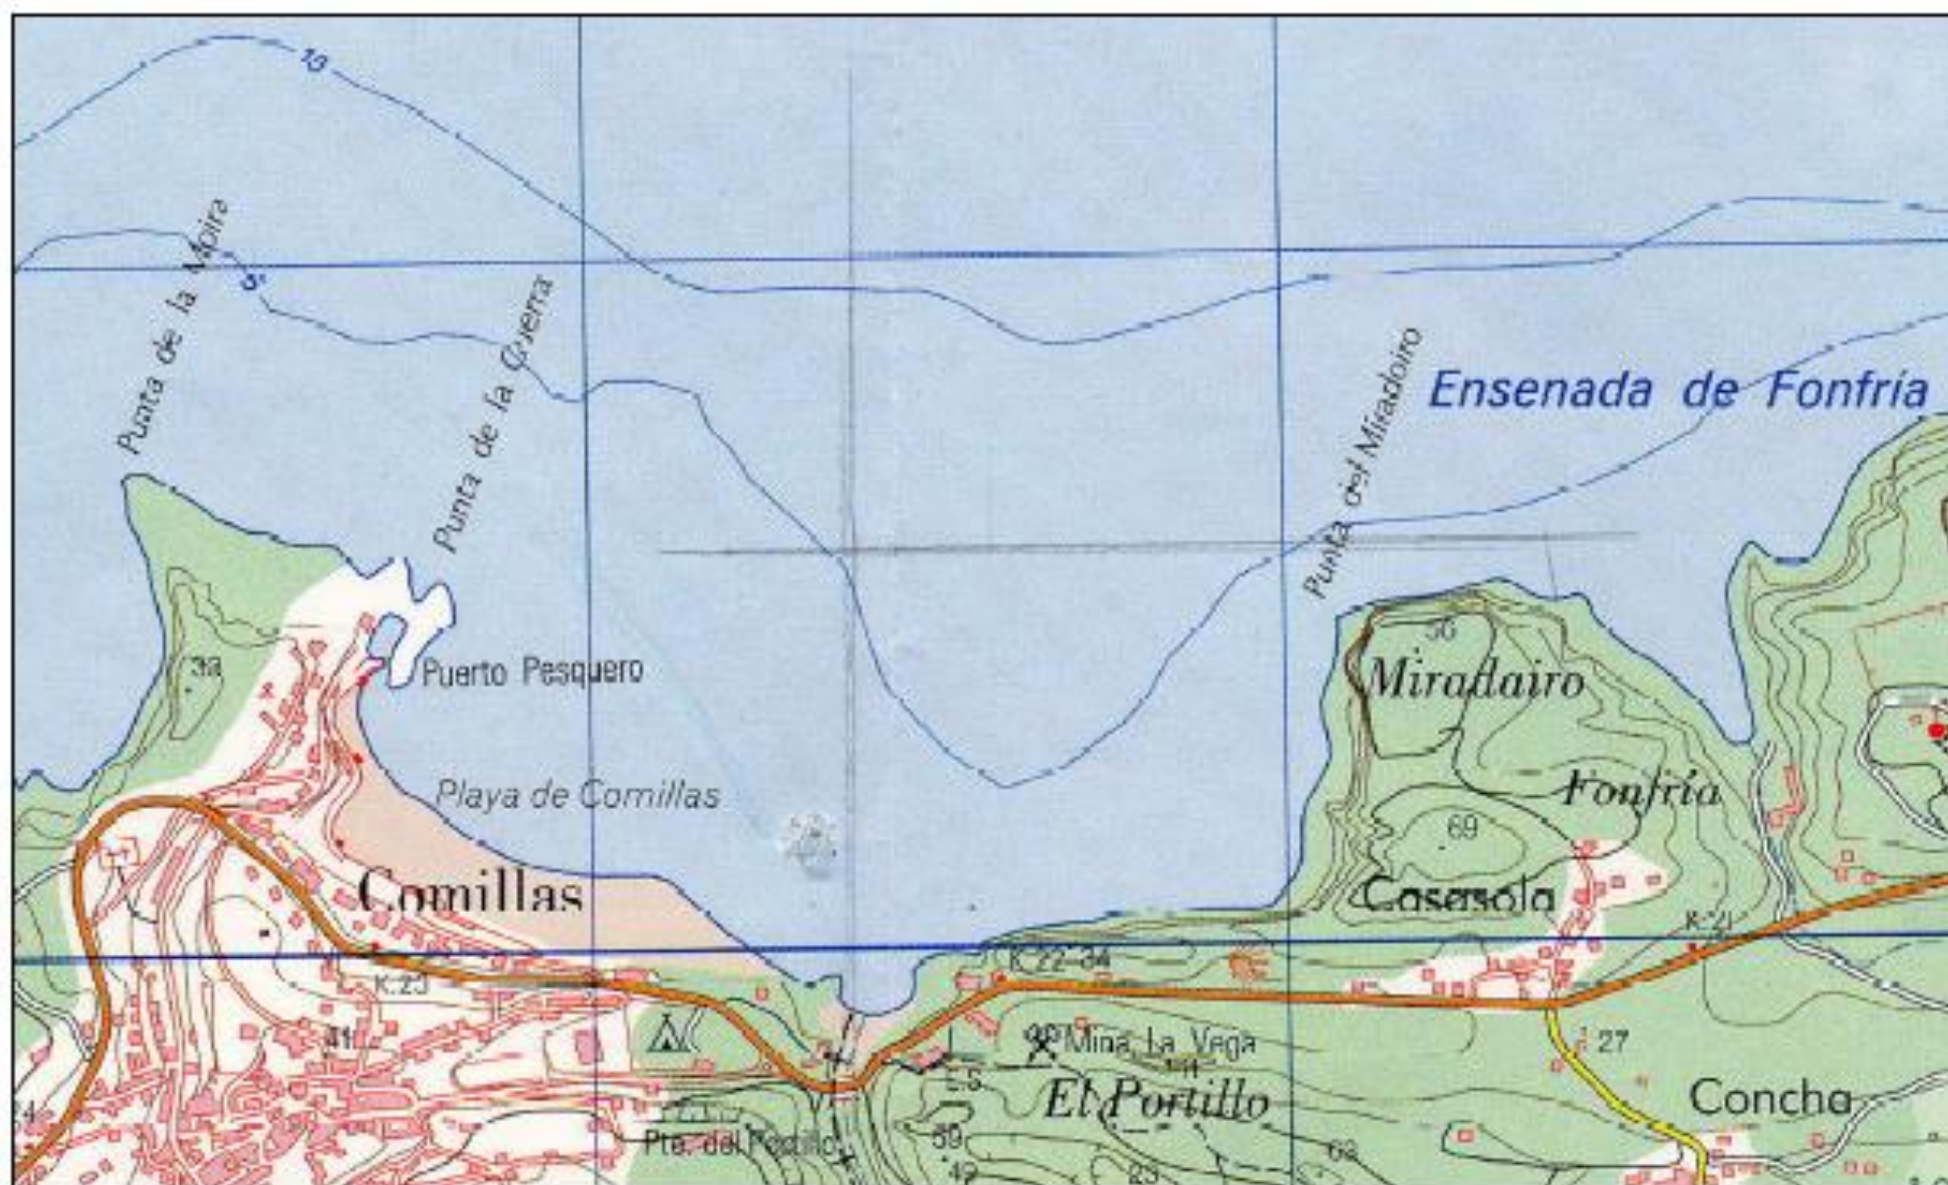 10
Punta de la Moira
5
Punta de la Guerra
Punta del Miradoiro
Ensenada de Fonfría
56
Miradairo
Puerto Pesquero
Playa de Comillas
Fonfría
69
Comillas
Casasola
K.22-34
K.21
K.23
41
Mina La Vega
27
El Portillo
Concha
Pte. del Portillo
59
49
63
23